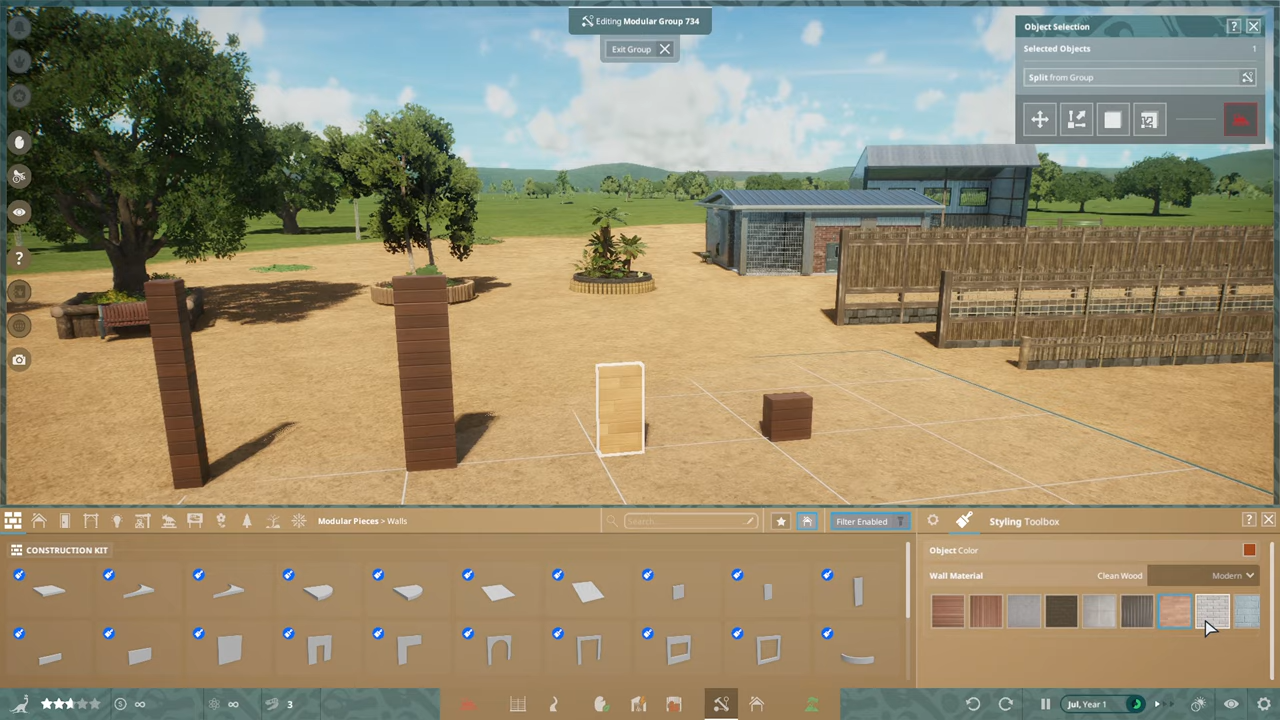 Editing Modular Group 734
Exit Group
Object Selection
?
Selected Objects 1
Split from Group
12
?
Modular Pieces > Walls
Search...
Filter Enabled
Styling Toolbox
?
CONSTRUCTION KIT
Object Color
Wall Material Clean Wood Modern
$ ∞
∞
3
Jul, Year 1